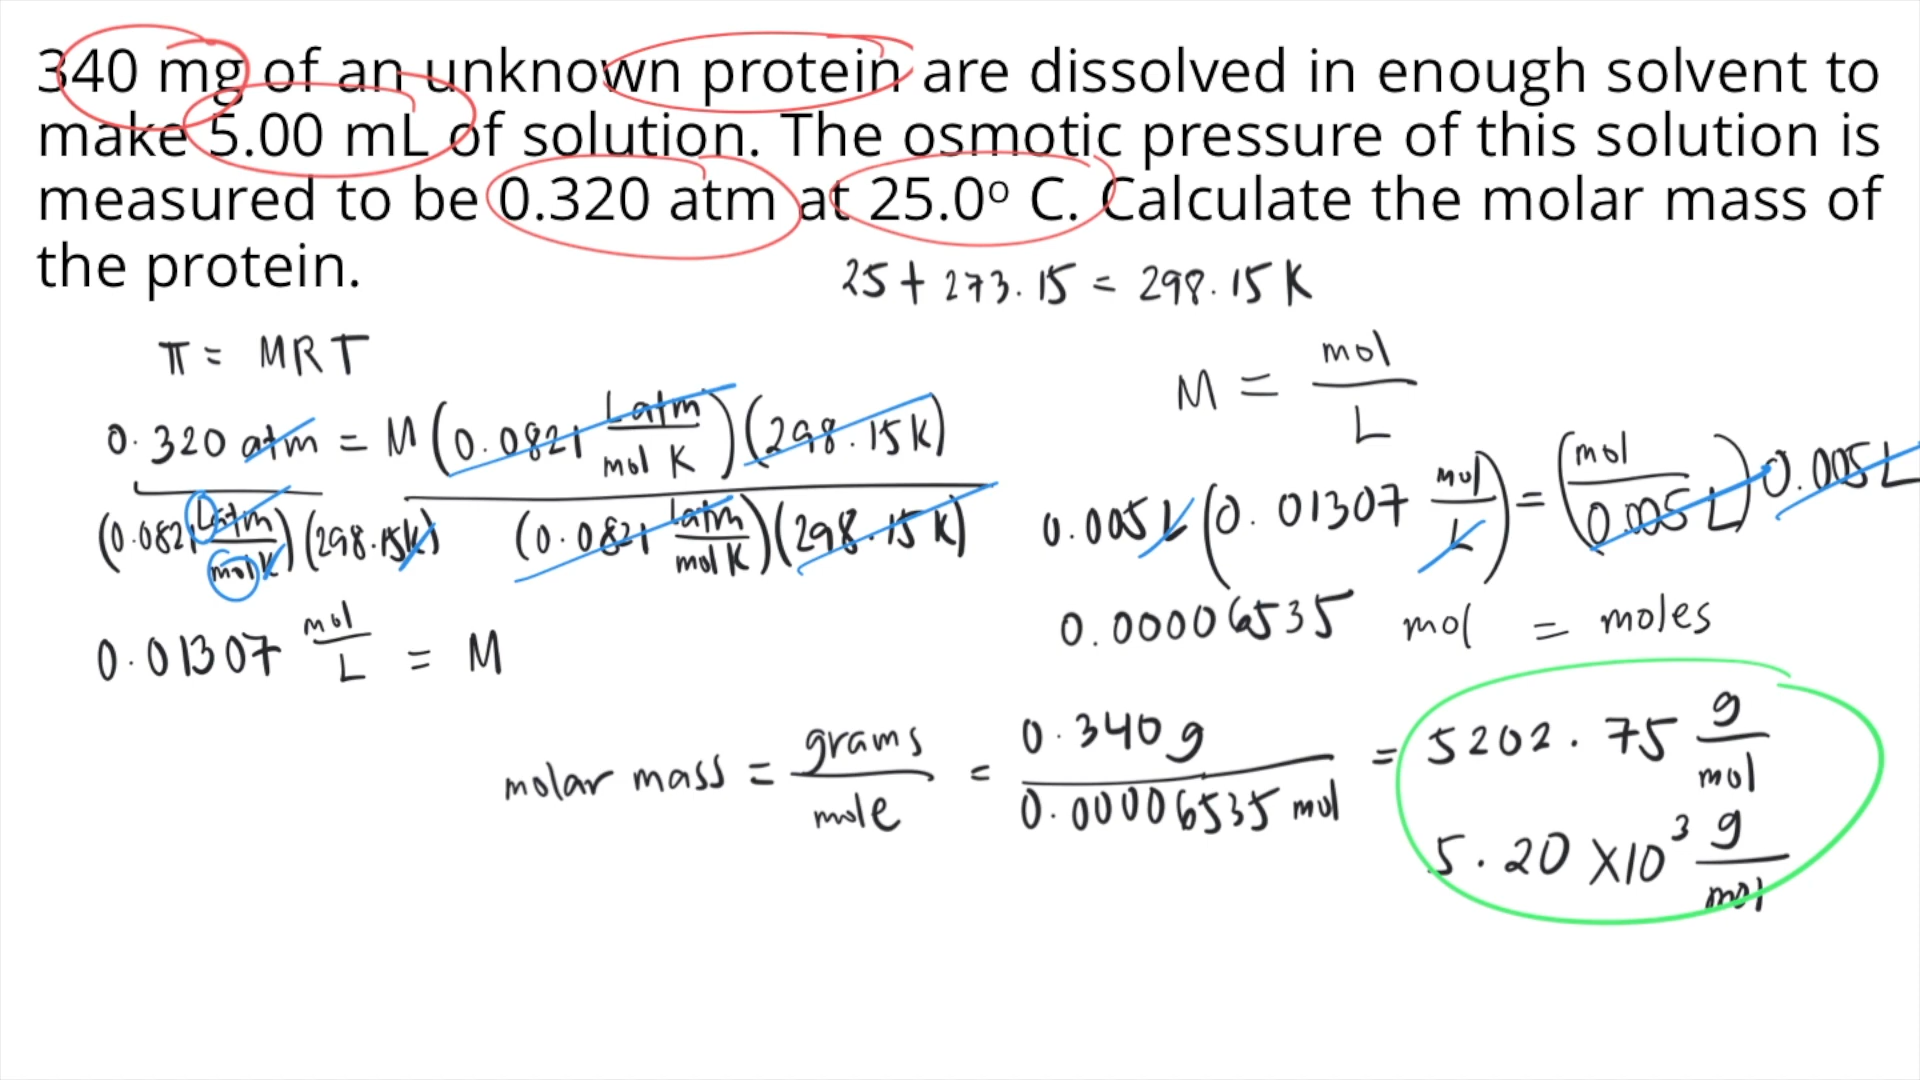 340 mg of an unknown protein are dissolved in enough solvent to
make 5.00 mL of solution. The osmotic pressure of this solution is
measured to be 0.320 atm at 25.0º C. Calculate the molar mass of
the protein.
25 + 273.15 = 298.15 K
π = MRT
0.320 atm = M (0.0821 L atm / mol K) (298.15 K)
(0.0821 L atm / mol K) (298.15 K) (0.0821 L atm / mol K) (298.15 K)
0.01307 mol / L = M
M = mol / L
0.005 L (0.01307 mol / L) = (mol / 0.005 L) 0.005 L
0.00006535 mol = moles
molar mass = grams / mole = 0.340 g / 0.00006535 mol = 5202.75 g / mol
5.20 X10³ g / mol